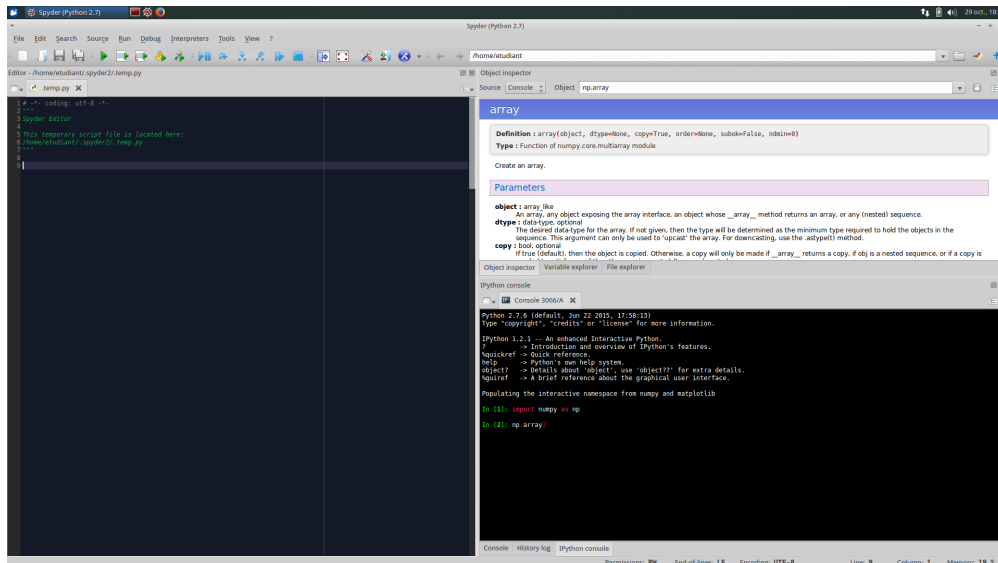 Spyder (Python 2.7)
29 oct., 18:
Spyder (Python 2.7)
File Edit Search Source Run Debug Interpreters Tools View ?
/home/etudiant
Editor - /home/etudiant/.spyder2/.temp.py
.temp.py
1 # -*- coding: utf-8 -*-
2 """
3 Spyder Editor
4
5 This temporary script file is located here:
6 /home/etudiant/.spyder2/.temp.py
7 """
8
9
Object inspector
Source Console Object np.array
array
Definition : array(object, dtype=None, copy=True, order=None, subok=False, ndmin=0)
Type : Function of numpy.core.multiarray module
Create an array.
Parameters
object : array_like
An array, any object exposing the array interface, an object whose __array__ method returns an array, or any (nested) sequence.
dtype : data-type, optional
The desired data-type for the array. If not given, then the type will be determined as the minimum type required to hold the objects in the
sequence. This argument can only be used to 'upcast' the array. For downcasting, use the .astype(t) method.
copy : bool, optional
If true (default), then the object is copied. Otherwise, a copy will only be made if __array__ returns a copy, if obj is a nested sequence, or if a copy is
Object inspector Variable explorer File explorer
IPython console
Console 3066/A
Python 2.7.6 (default, Jun 22 2015, 17:58:13)
Type "copyright", "credits" or "license" for more information.
IPython 1.2.1 -- An enhanced Interactive Python.
? -> Introduction and overview of IPython's features.
%quickref -> Quick reference.
help -> Python's own help system.
object? -> Details about 'object', use 'object??' for extra details.
%guiref -> A brief reference about the graphical user interface.
Populating the interactive namespace from numpy and matplotlib
In [1]: import numpy as np
In [2]: np.array
Console History log IPython console
Permissions: RW End-of-lines: LF Encoding: UTF-8 Line: 9 Column: 1 Memory: 19 %